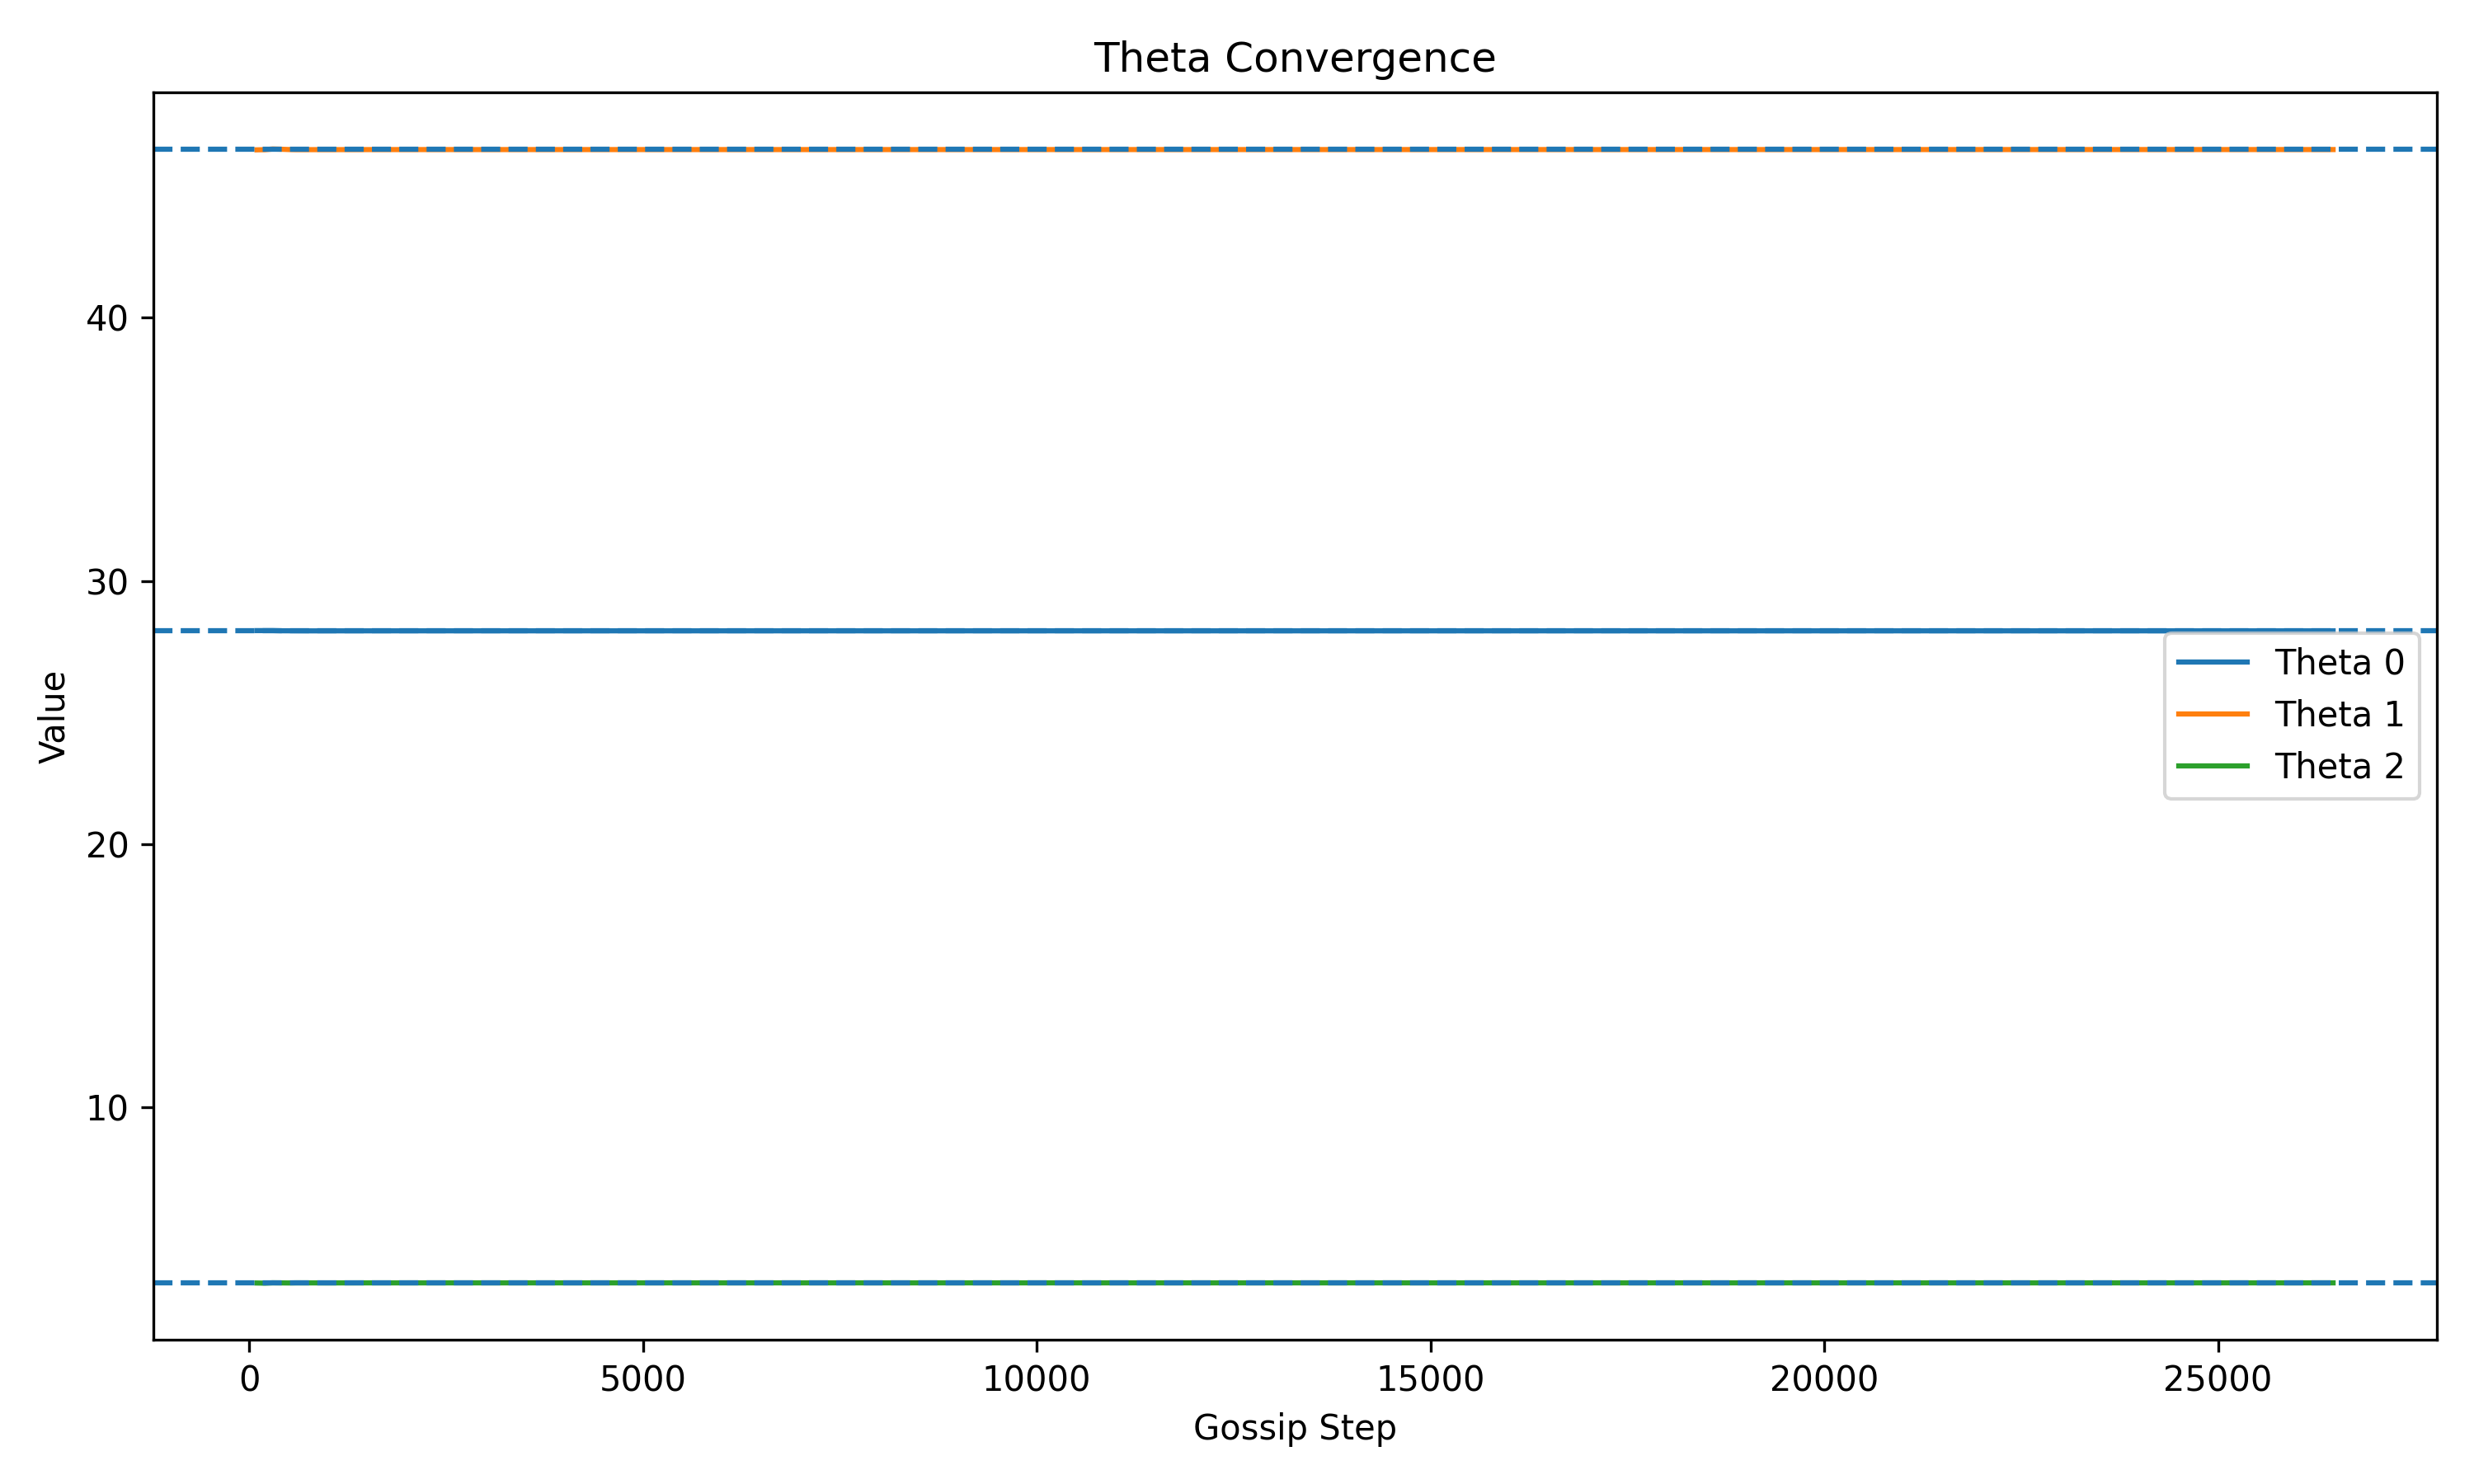 Theta Convergence
Value
40
30
20
10
Theta 0
Theta 1
Theta 2
0 5000 10000 15000 20000 25000
Gossip Step